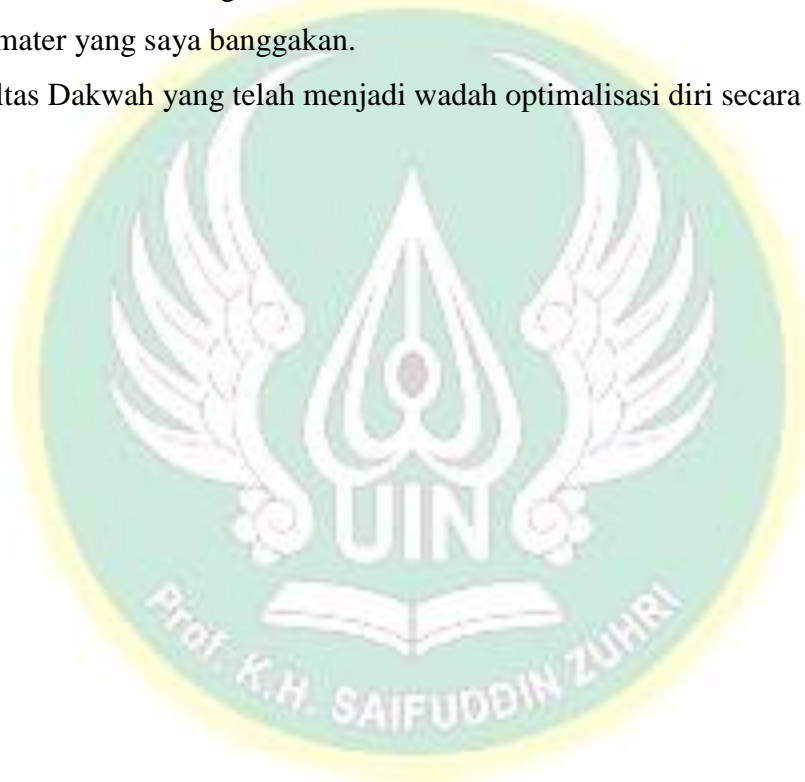 mater yang saya banggakan.
ltas Dakwah yang telah menjadi wadah optimalisasi diri secara
UIN
Prof. K.H. SAIFUDDIN ZUHRI